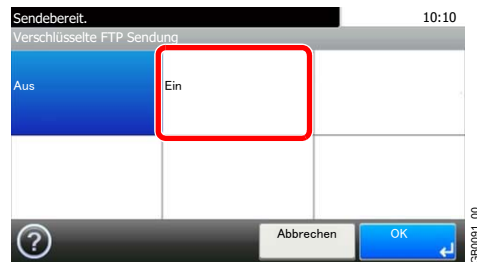 Sendebereit. 10:10
Verschlüsselte FTP Sendung
Aus Ein
? Abbrechen OK
GB0091_00